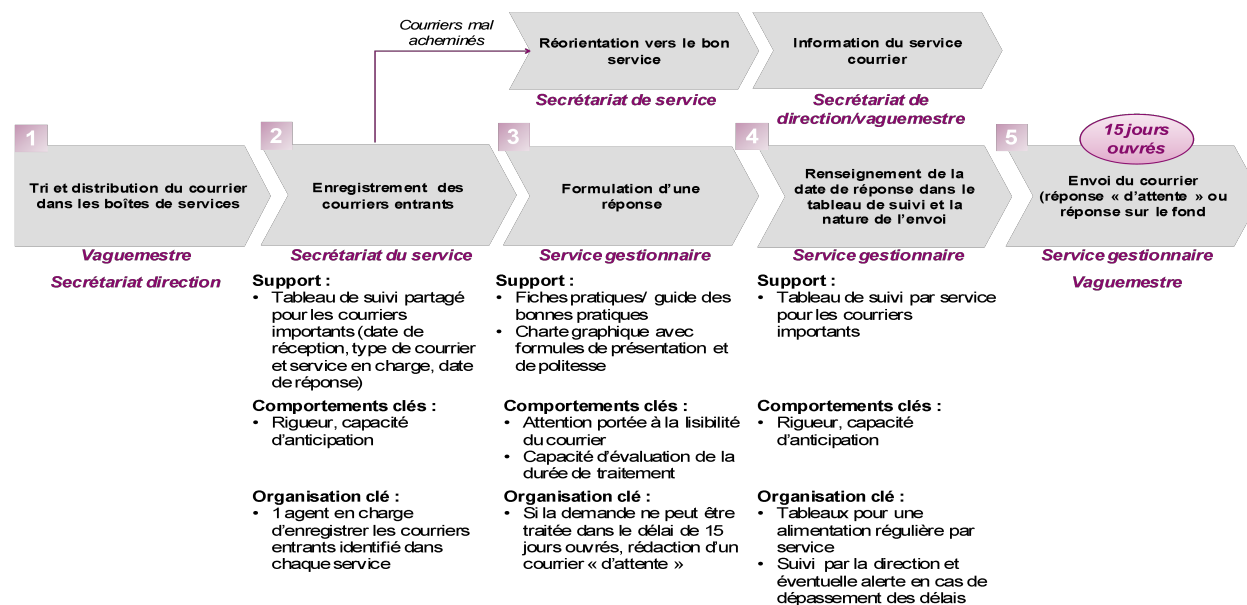 Courriers mal
acheminés
Réorientation vers le bon
service
Secrétariat de service
Information du service
courrier
Secrétariat de
direction/vaguemestre
1
Tri et distribution du courrier
dans les boîtes de services
Vaguemestre
Secrétariat direction
2
Enregistrement des
courriers entrants
Secrétariat du service
Support :
• Tableau de suivi partagé
pour les courriers
importants (date de
réception, type de courrier
et service en charge, date
de réponse)
Comportements clés :
• Rigueur, capacité
d'anticipation
Organisation clé :
• 1 agent en charge
d'enregistrer les courriers
entrants identifié dans
chaque service
3
Formulation d'une
réponse
Service gestionnaire
Support :
• Fiches pratiques/ guide des
bonnes pratiques
• Charte graphique avec
formules de présentation et
de politesse
Comportements clés :
• Attention portée à la lisibilité
du courrier
• Capacité d'évaluation de la
durée de traitement
Organisation clé :
• Si la demande ne peut être
traitée dans le délai de 15
jours ouvrés, rédaction d'un
courrier « d'attente »
4
Renseignement de la
date de réponse dans le
tableau de suivi et la
nature de l'envoi
Service gestionnaire
Support :
• Tableau de suivi par service
pour les courriers
importants
Comportements clés :
• Rigueur, capacité
d'anticipation
Organisation clé :
• Tableaux pour une
alimentation régulière par
service
• Suivi par la direction et
éventuelle alerte en cas de
dépassement des délais
5
15 jours
ouvrés
Envoi du courrier
(réponse « d'attente » ou
réponse sur le fond
Service gestionnaire
Vaguemestre